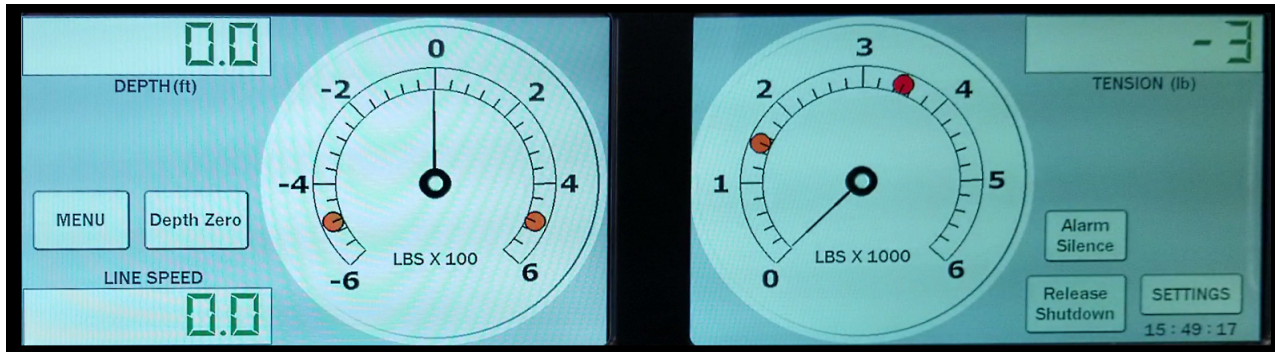 0.0
DEPTH (ft)
MENU
Depth Zero
LINE SPEED
0.0
0
-2
2
-4
4
-6
6
LBS X 100
3
2
4
1
5
0
6
LBS X 1000
-3
TENSION (lb)
Alarm
Silence
Release
Shutdown
SETTINGS
15:49:17